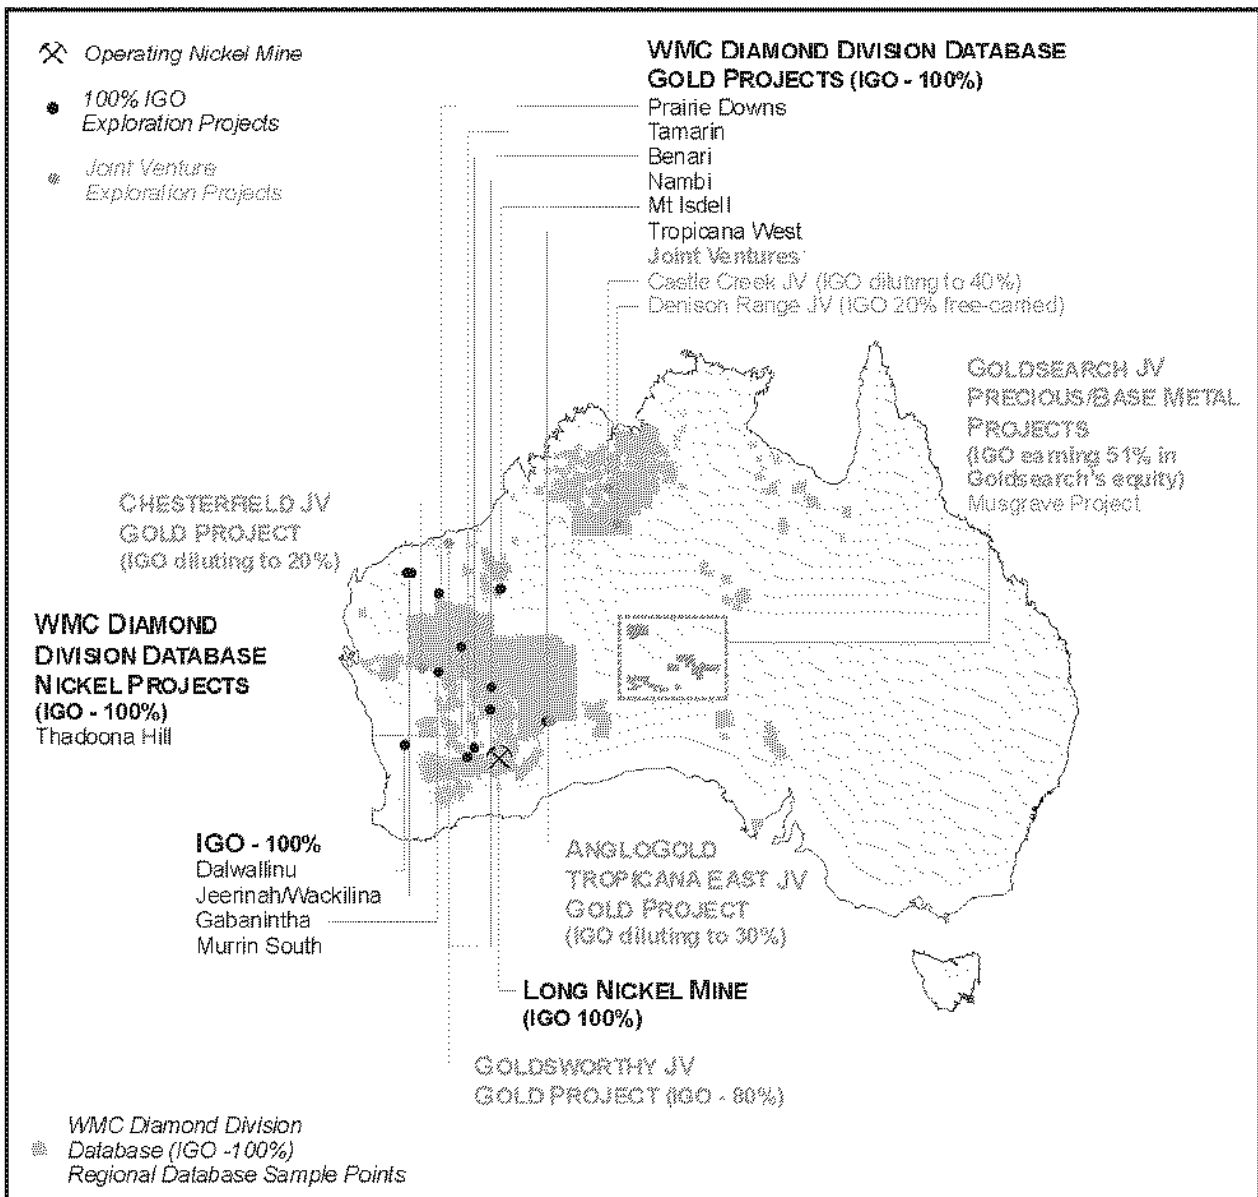 Operating Nickel Mine
100% IGO
Exploration Projects
Joint Venture
Exploration Projects
WMC DIAMOND DIVISION DATABASE
GOLD PROJECTS (IGO - 100%)
Prairie Downs
Tamarin
Benari
Nambi
Mt Isdell
Tropicana West
Joint Ventures
Castle Creek JV (IGO diluting to 40%)
Denison Range JV (IGO 20% free-carried)
GOLDSEARCH JV
PRECIOUS/BASE METAL
PROJECTS
(IGO earning 51% in
Goldsearch's equity)
Musgrave Project
CHESTERFIELD JV
GOLD PROJECT
(IGO diluting to 20%)
WMC DIAMOND
DIVISION DATABASE
NICKEL PROJECTS
(IGO - 100%)
Thadoona Hill
IGO - 100%
Dalwallinu
Jeerinah/Wackilina
Gabanintha
Murrin South
ANGLOGOLD
TROPICANA EAST JV
GOLD PROJECT
(IGO diluting to 30%)
LONG NICKEL MINE
(IGO 100%)
GOLDSWORTHY JV
GOLD PROJECT (IGO - 80%)
WMC Diamond Division
Database (IGO -100%)
Regional Database Sample Points